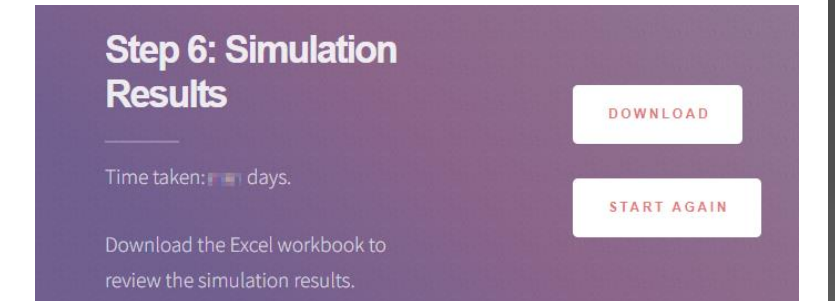 Step 6: Simulation
Results
DOWNLOAD
Time taken: days.
START AGAIN
Download the Excel workbook to
review the simulation results.